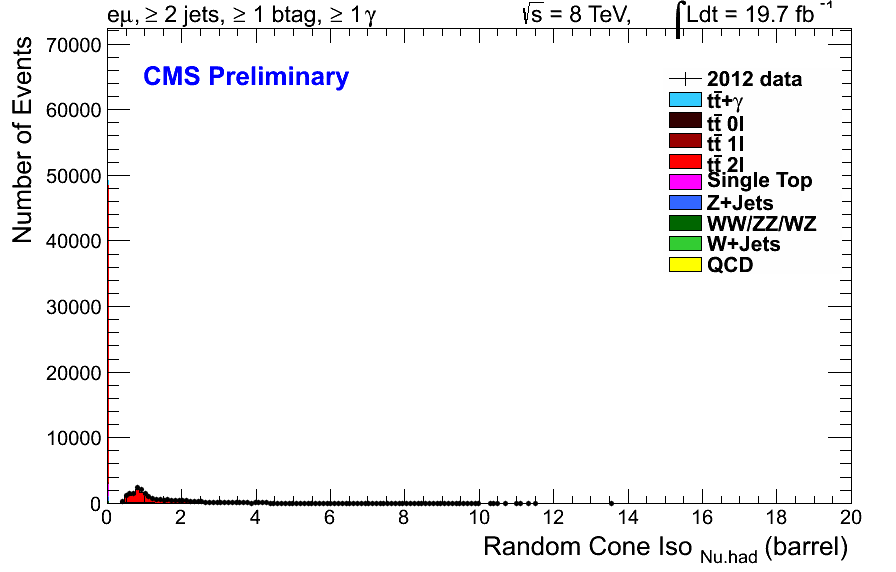 eμ, ≥ 2 jets, ≥ 1 btag, ≥ 1 γ
√s = 8 TeV, ∫Ldt = 19.7 fb⁻¹
CMS Preliminary
Number of Events
70000
60000
50000
40000
30000
20000
10000
0
2012 data
tt̄+γ
tt̄ 0l
tt̄ 1l
tt̄ 2l
Single Top
Z+Jets
WW/ZZ/WZ
W+Jets
QCD
0 2 4 6 8 10 12 14 16 18 20
Random Cone Iso Nu.had (barrel)